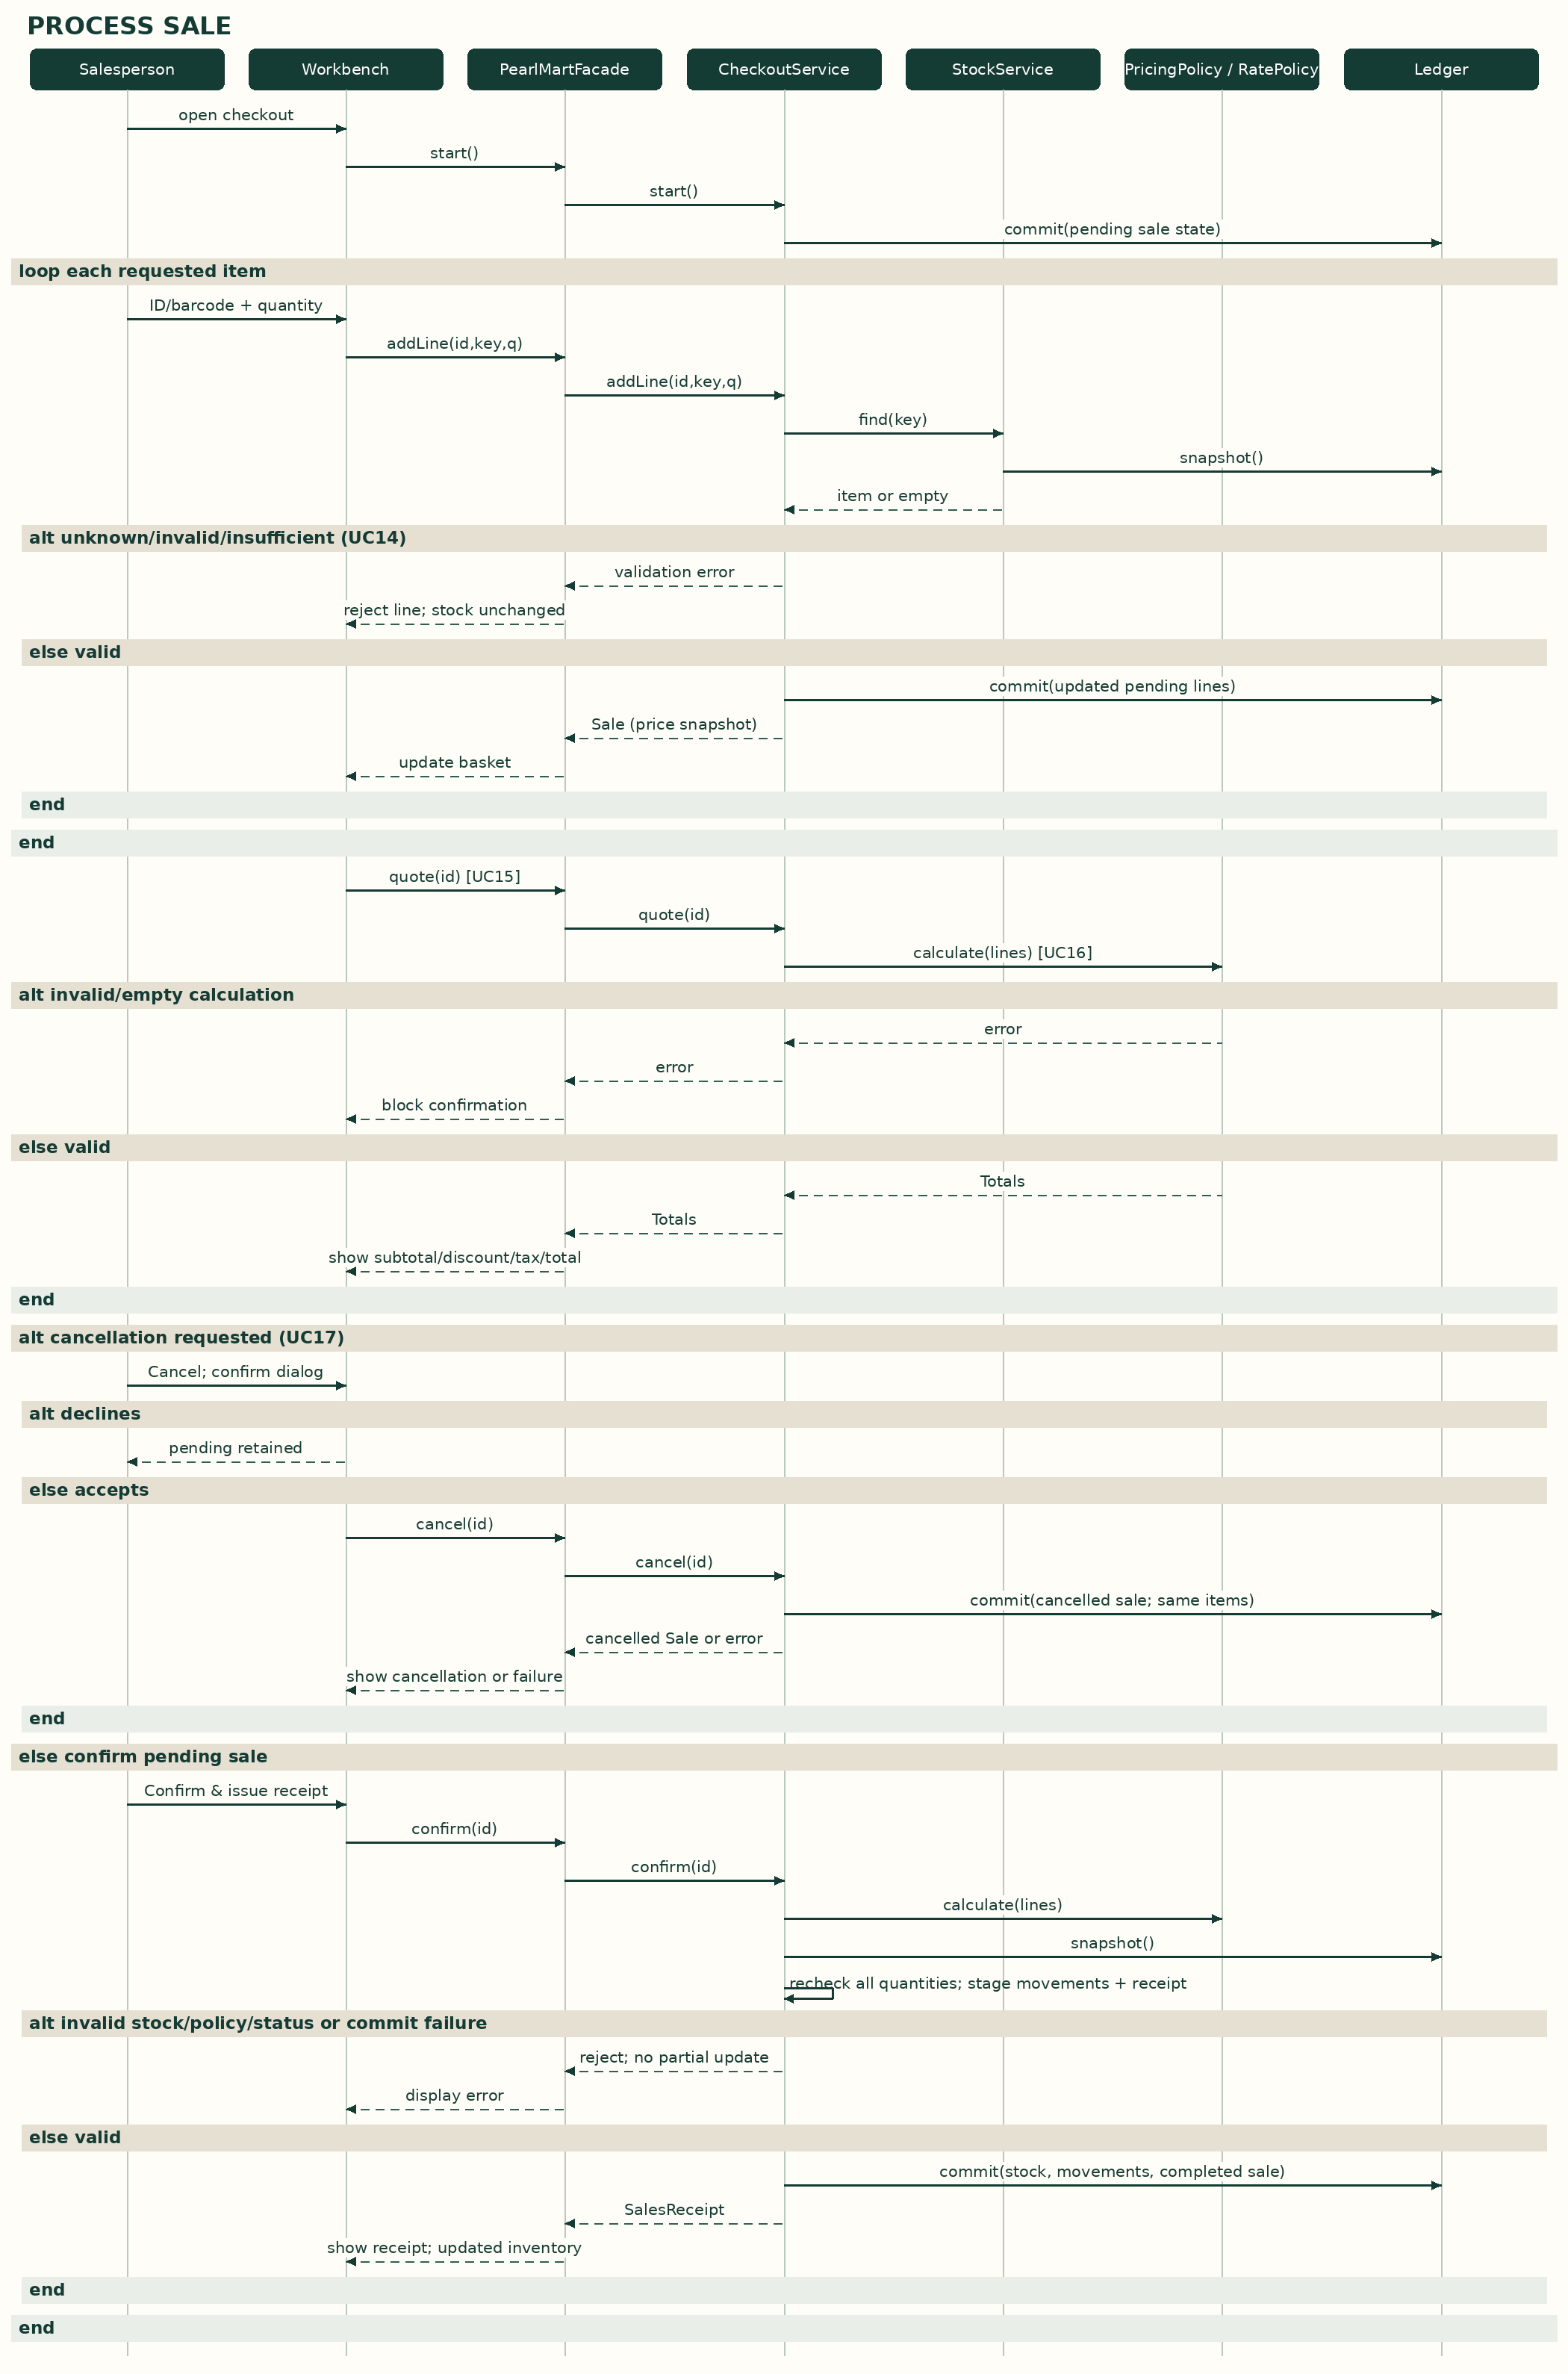 PROCESS SALE
Salesperson
Workbench
PearlMartFacade
CheckoutService
StockService
PricingPolicy / RatePolicy
Ledger
open checkout
start()
start()
commit(pending sale state)
loop each requested item
ID/barcode + quantity
addLine(id,key,q)
addLine(id,key,q)
find(key)
snapshot()
item or empty
alt unknown/invalid/insufficient (UC14)
validation error
reject line; stock unchanged
else valid
commit(updated pending lines)
Sale (price snapshot)
update basket
end
end
quote(id) [UC15]
quote(id)
calculate(lines) [UC16]
alt invalid/empty calculation
error
error
block confirmation
else valid
Totals
Totals
show subtotal/discount/tax/total
end
alt cancellation requested (UC17)
Cancel; confirm dialog
alt declines
pending retained
else accepts
cancel(id)
cancel(id)
commit(cancelled sale; same items)
cancelled Sale or error
show cancellation or failure
end
else confirm pending sale
Confirm & issue receipt
confirm(id)
confirm(id)
calculate(lines)
snapshot()
recheck all quantities; stage movements + receipt
alt invalid stock/policy/status or commit failure
reject; no partial update
display error
else valid
commit(stock, movements, completed sale)
SalesReceipt
show receipt; updated inventory
end
end